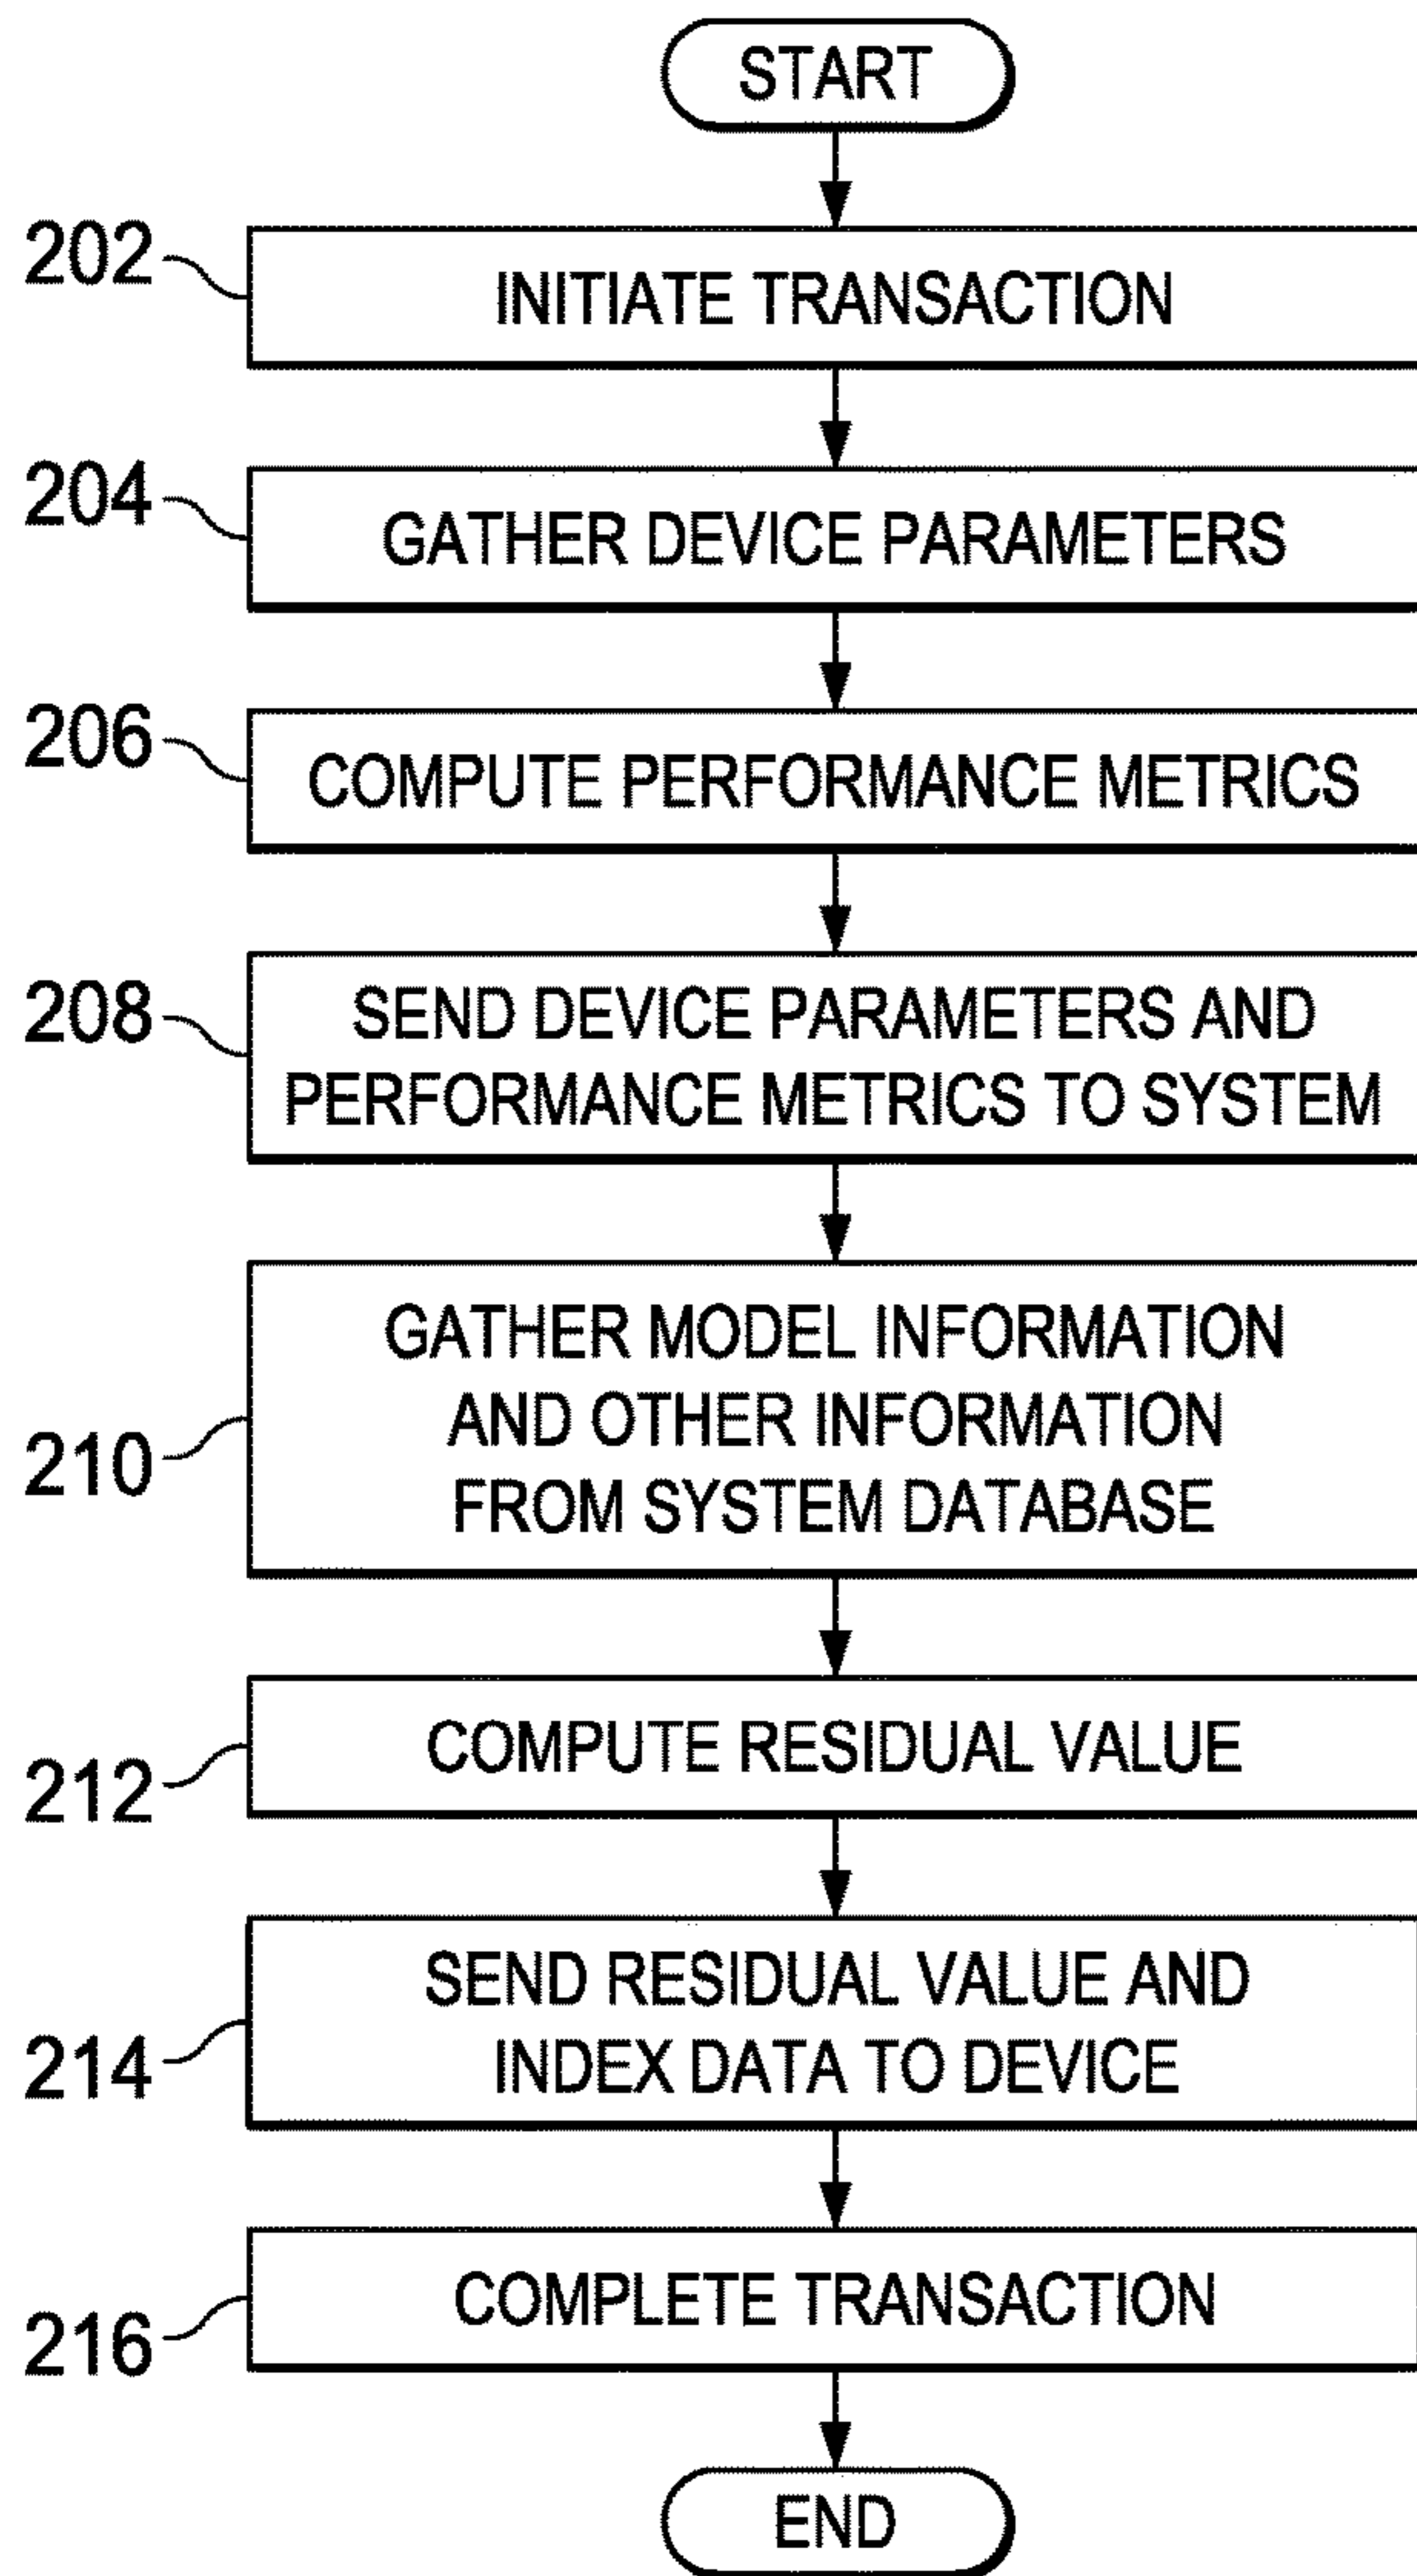 START
202
INITIATE TRANSACTION
204
GATHER DEVICE PARAMETERS
206
COMPUTE PERFORMANCE METRICS
208
SEND DEVICE PARAMETERS AND
PERFORMANCE METRICS TO SYSTEM
210
GATHER MODEL INFORMATION
AND OTHER INFORMATION
FROM SYSTEM DATABASE
212
COMPUTE RESIDUAL VALUE
214
SEND RESIDUAL VALUE AND
INDEX DATA TO DEVICE
216
COMPLETE TRANSACTION
END